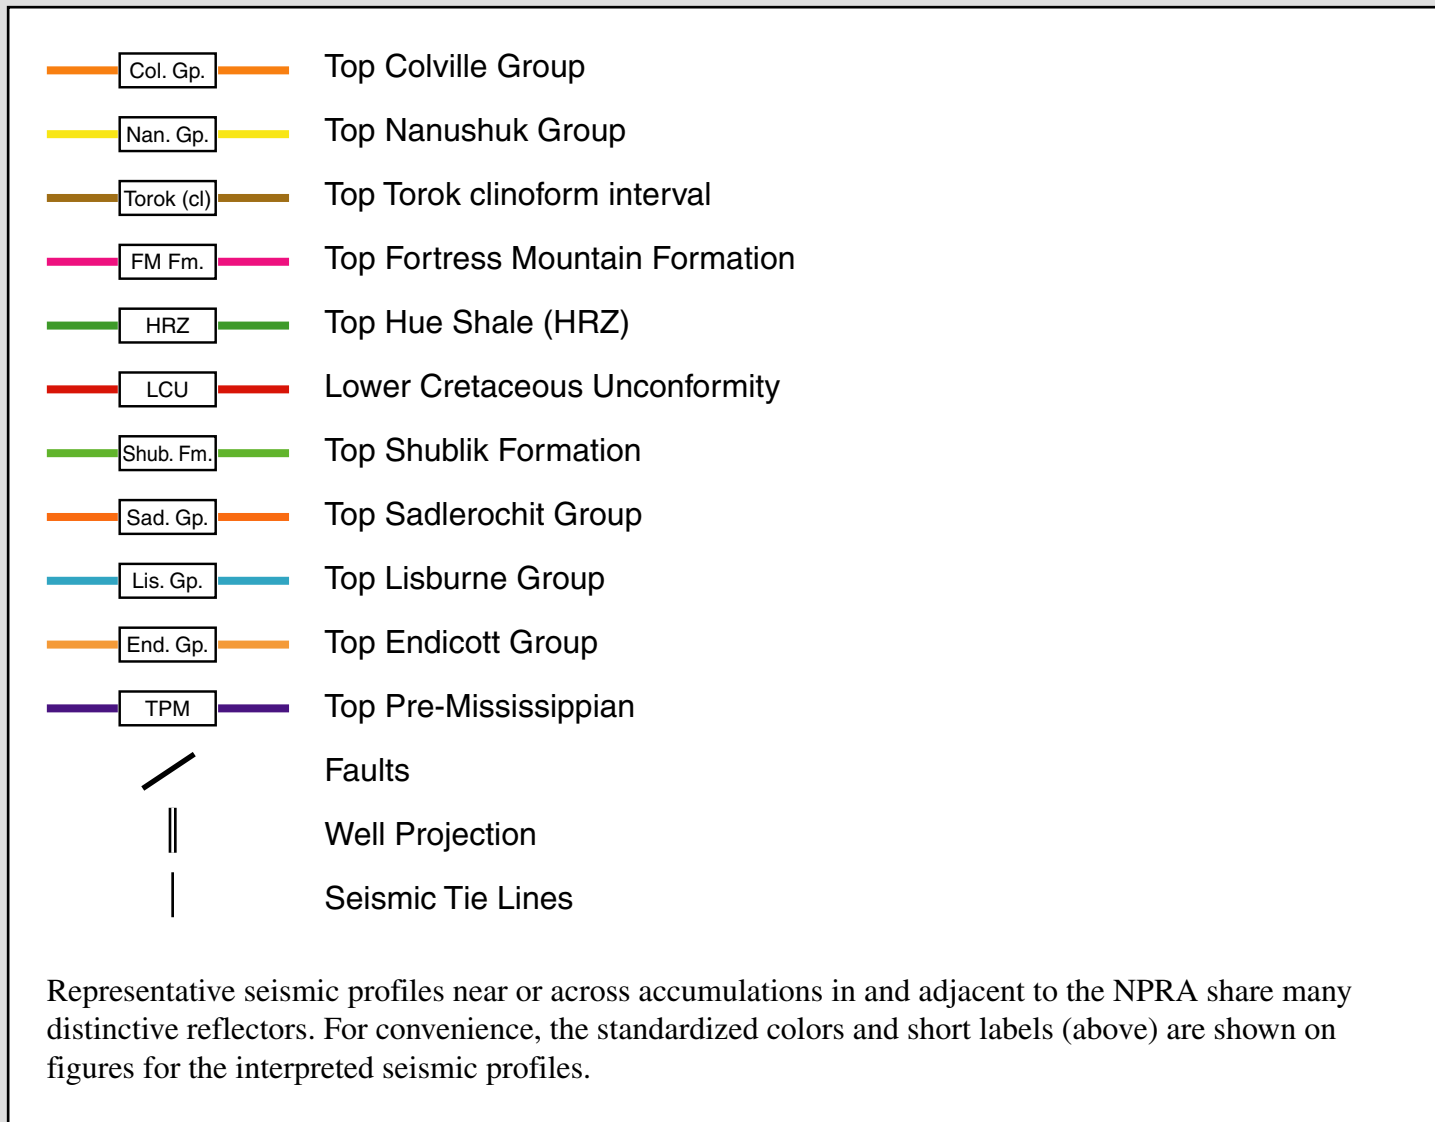 Col. Gp. Top Colville Group
Nan. Gp. Top Nanushuk Group
Torok (cl) Top Torok clinoform interval
FM Fm. Top Fortress Mountain Formation
HRZ Top Hue Shale (HRZ)
LCU Lower Cretaceous Unconformity
Shub. Fm. Top Shublik Formation
Sad. Gp. Top Sadlerochit Group
Lis. Gp. Top Lisburne Group
End. Gp. Top Endicott Group
TPM Top Pre-Mississippian
Faults
Well Projection
Seismic Tie Lines
Representative seismic profiles near or across accumulations in and adjacent to the NPRA share many
distinctive reflectors. For convenience, the standardized colors and short labels (above) are shown on
figures for the interpreted seismic profiles.